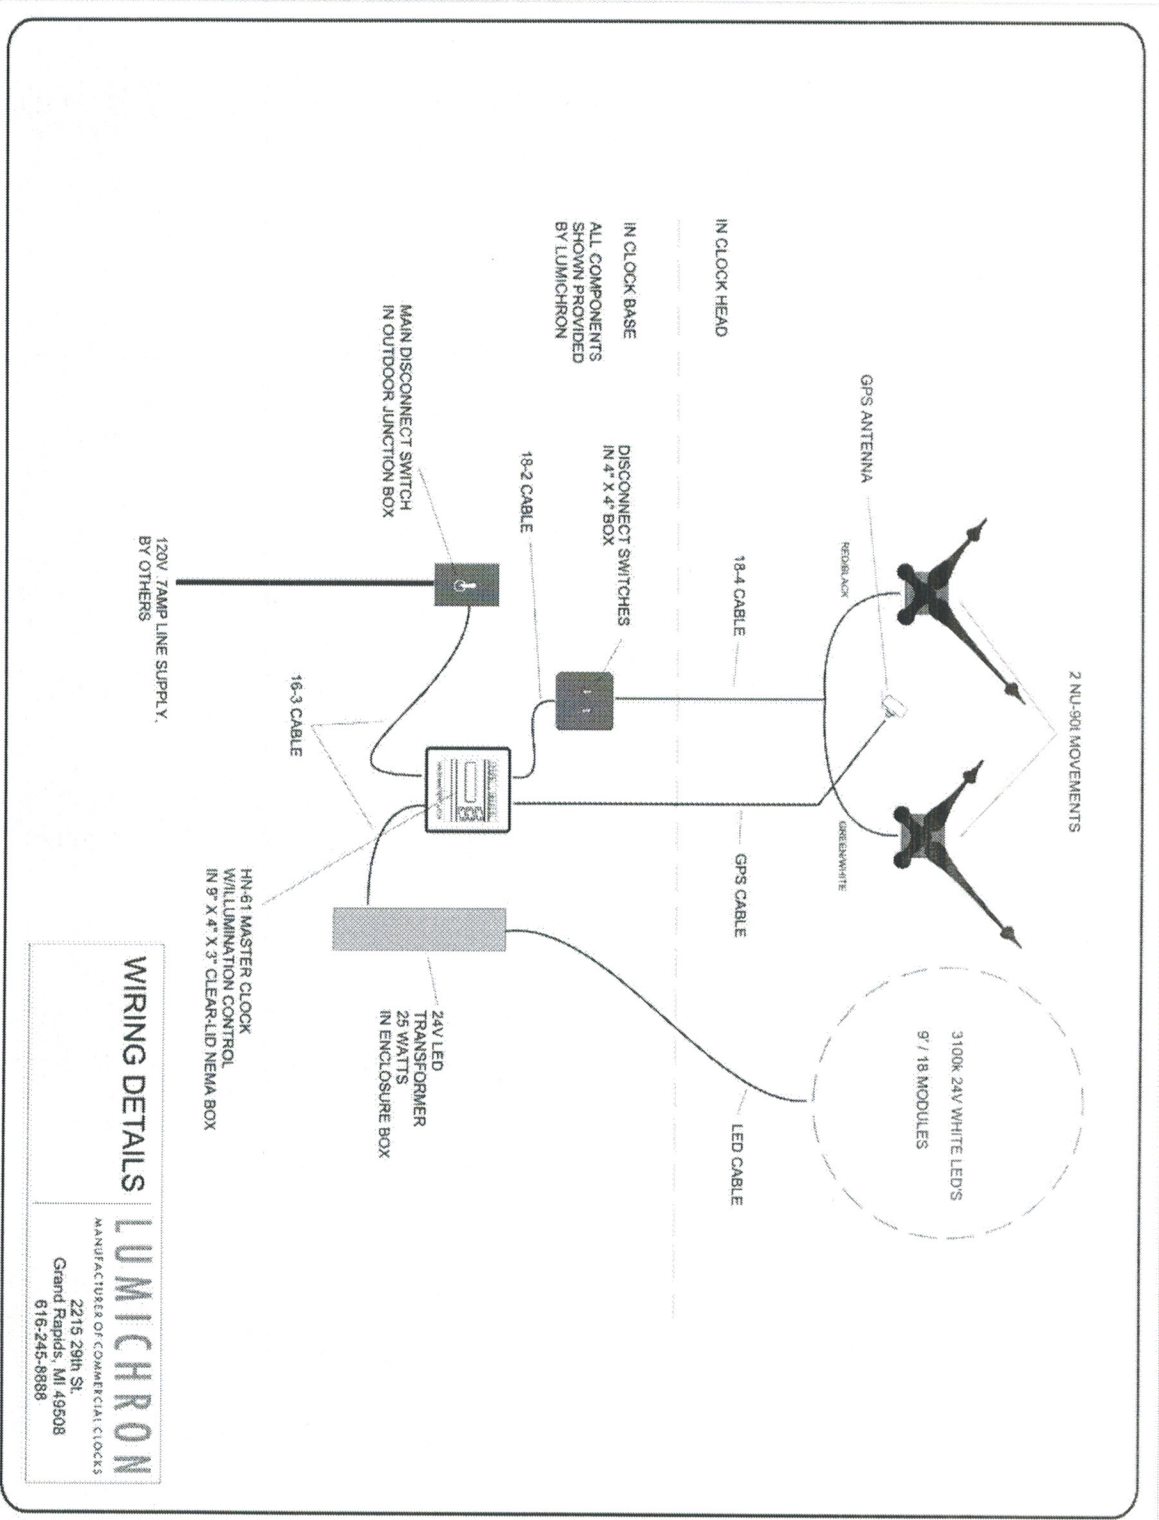 2 NU-90t MOVEMENTS
3100k 24V WHITE LED'S
9' / 18 MODULES
GPS ANTENNA
RED/BLACK
GREEN/WHITE
IN CLOCK HEAD
18-4 CABLE
GPS CABLE
LED CABLE
IN CLOCK BASE
ALL COMPONENTS
SHOWN PROVIDED
BY LUMICHRON
DISCONNECT SWITCHES
IN 4" X 4" BOX
18-2 CABLE
MAIN DISCONNECT SWITCH
IN OUTDOOR JUNCTION BOX
24V LED
TRANSFORMER
25 WATTS
IN ENCLOSURE BOX
16-3 CABLE
HN-61 MASTER CLOCK
W/ILLUMINATION CONTROL
IN 9" X 4" X 3" CLEAR-LID NEMA BOX
120V .7AMP LINE SUPPLY.
BY OTHERS
WIRING DETAILS
LUMICHRON
MANUFACTURER OF COMMERCIAL CLOCKS
2215 29th St.
Grand Rapids, MI 49508
616-245-8888